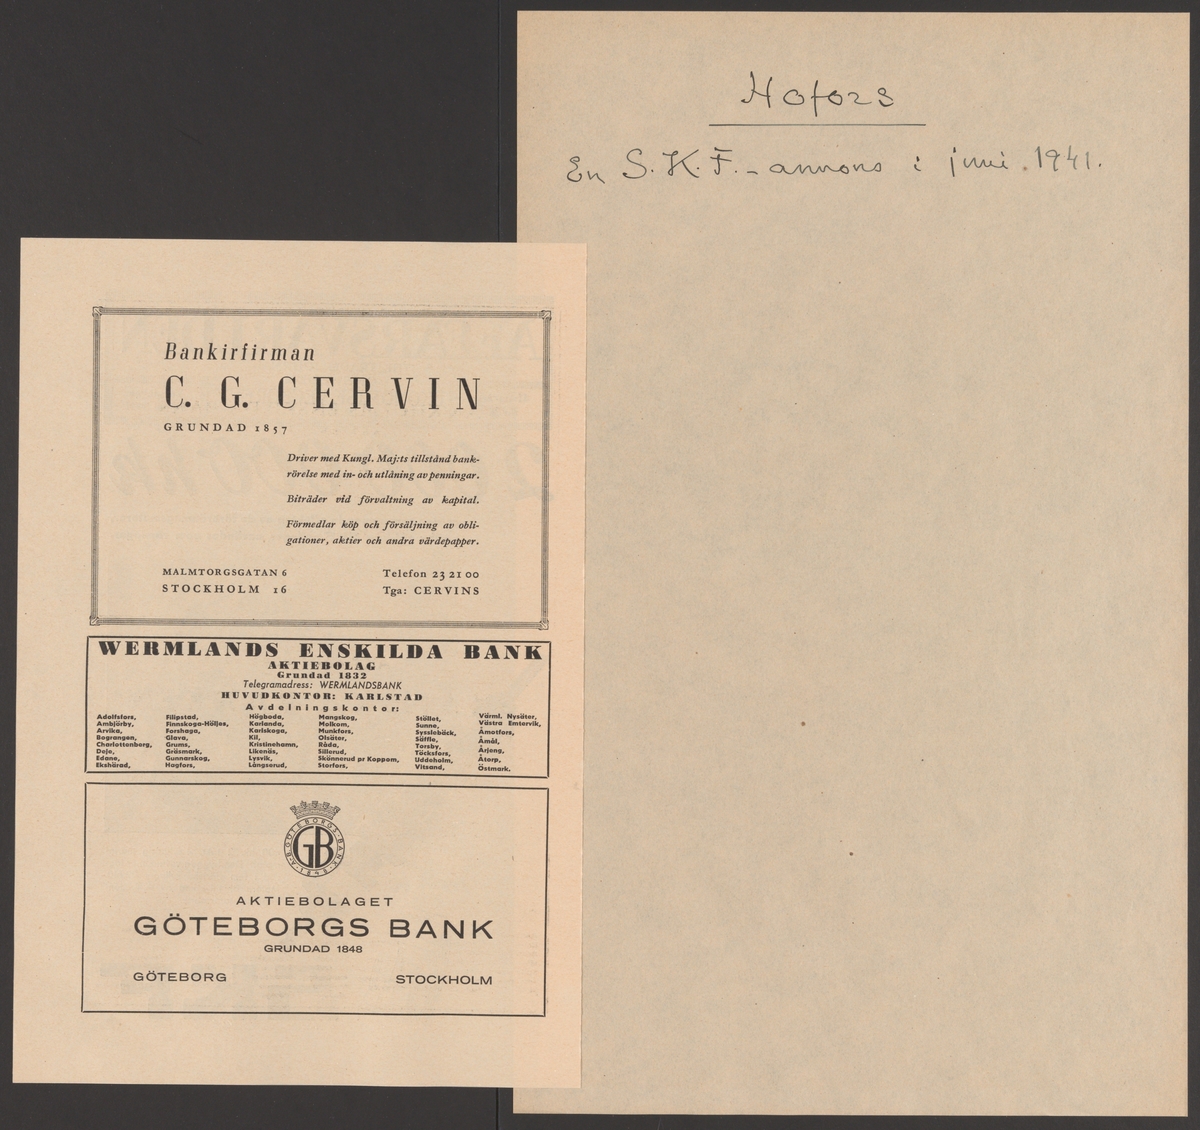 Hofors
En S.K.F.-annons i juni 1941.
Bankirfirman
C. G. CERVIN
GRUNDAD 1857
Driver med Kungl. Maj:ts tillstånd bank-
rörelse med in- och utlåning av penningar.
Biträder vid förvaltning av kapital.
Förmedlar köp och försäljning av obli-
gationer, aktier och andra värdepapper.
MALMTORGSGATAN 6
STOCKHOLM 16
Telefon 23 21 00
Tga: CERVINS
WERMLANDS ENSKILDA BANK
AKTIEBOLAG
Grundad 1832
Telegramadress: WERMLANDSBANK
HUVUDKONTOR: KARLSTAD
Avdelningskontor:
Adolfsfors,
Ambjörby,
Arvika,
Bograngen,
Charlottenberg,
Deje,
Edane,
Ekshärad,
Filipstad,
Finnskoga-Höljes,
Forshaga,
Glava,
Grums,
Gräsmark,
Gunnarskog,
Hagfors,
Högboda,
Karlanda,
Karlskoga,
Kil,
Kristinehamn,
Likenäs,
Lysvik,
Långserud,
Mangskog,
Molkom,
Munkfors,
Olsäter,
Råda,
Sillerud,
Skönnerud pr Koppom,
Storfors,
Stöllet,
Sunne,
Sysslebäck,
Säffle,
Torsby,
Töcksfors,
Uddeholm,
Vitsand,
Värml. Nysäter,
Västra Emtervik,
Åmotfors,
Åmål,
Årjäng,
Åtorp,
Östmark.
GÖTEBORGS BANK
1848
GB
AKTIEBOLAGET
GÖTEBORGS BANK
GRUNDAD 1848
GÖTEBORG
STOCKHOLM